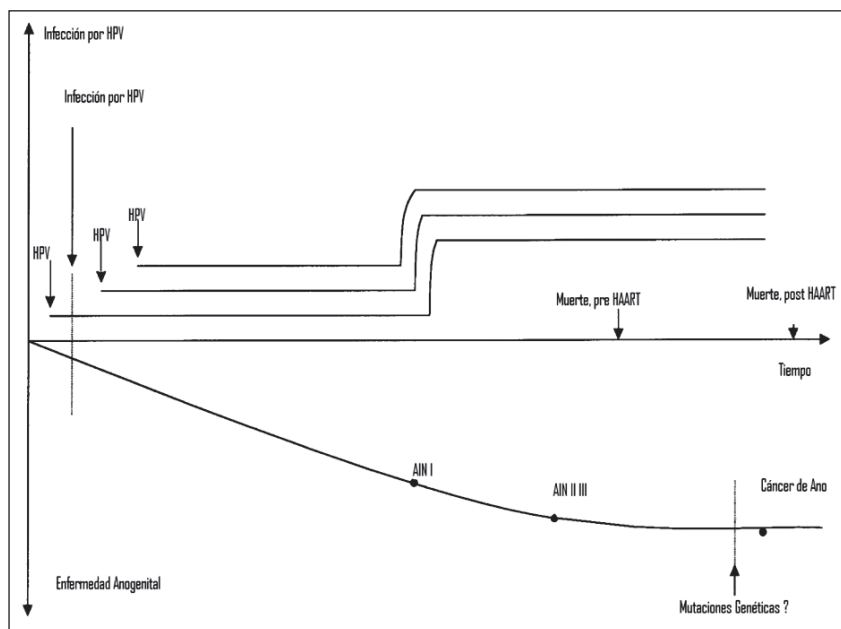 Infección por HPV
Infección por HPV
HPV
HPV
HPV
Muerte, pre HAART
Muerte, post HAART
Tiempo
AIN I
AIN II III
Cáncer de Ano
Enfermedad Anogenital
Mutaciones Genéticas ?